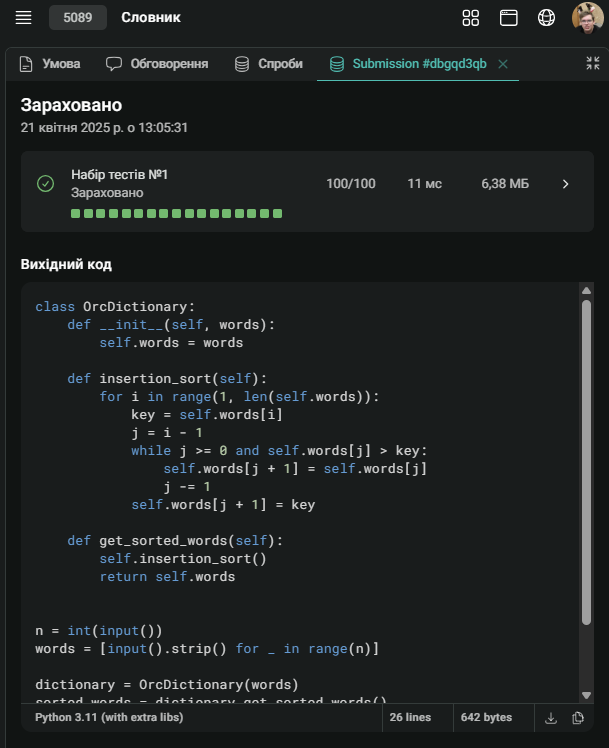 5089 Словник
Умова Обговорення Спроби Submission #dbgqd3qb
Зараховано
21 квітня 2025 р. о 13:05:31
Набір тестів №1
Зараховано
100/100 11 мс 6,38 МБ
Вихідний код
class OrcDictionary:
    def __init__(self, words):
        self.words = words

    def insertion_sort(self):
        for i in range(1, len(self.words)):
            key = self.words[i]
            j = i - 1
            while j >= 0 and self.words[j] > key:
                self.words[j + 1] = self.words[j]
                j -= 1
            self.words[j + 1] = key

    def get_sorted_words(self):
        self.insertion_sort()
        return self.words


n = int(input())
words = [input().strip() for _ in range(n)]

dictionary = OrcDictionary(words)
sorted_words = dictionary.get_sorted_words()
Python 3.11 (with extra libs) 26 lines 642 bytes